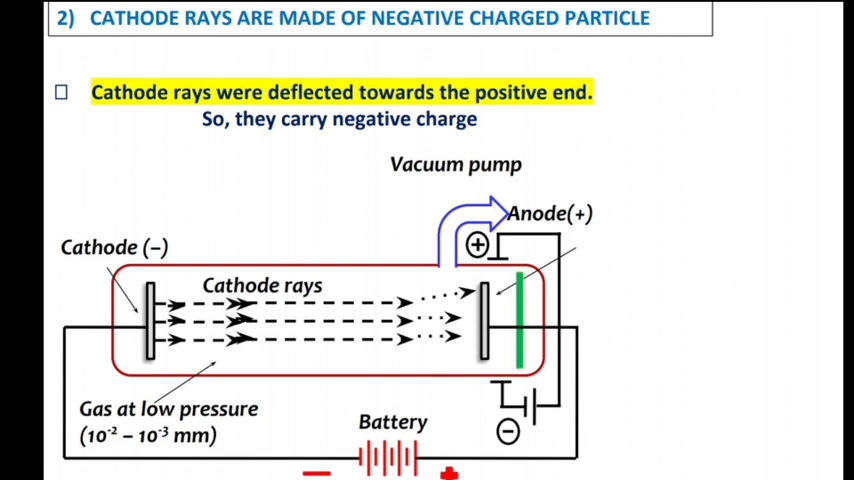 2) CATHODE RAYS ARE MADE OF NEGATIVE CHARGED PARTICLE
Cathode rays were deflected towards the positive end.
So, they carry negative charge
Vacuum pump
Anode(+)
+
Cathode (–)
Cathode rays
Gas at low pressure
(10⁻² – 10⁻³ mm)
Battery
–
– +